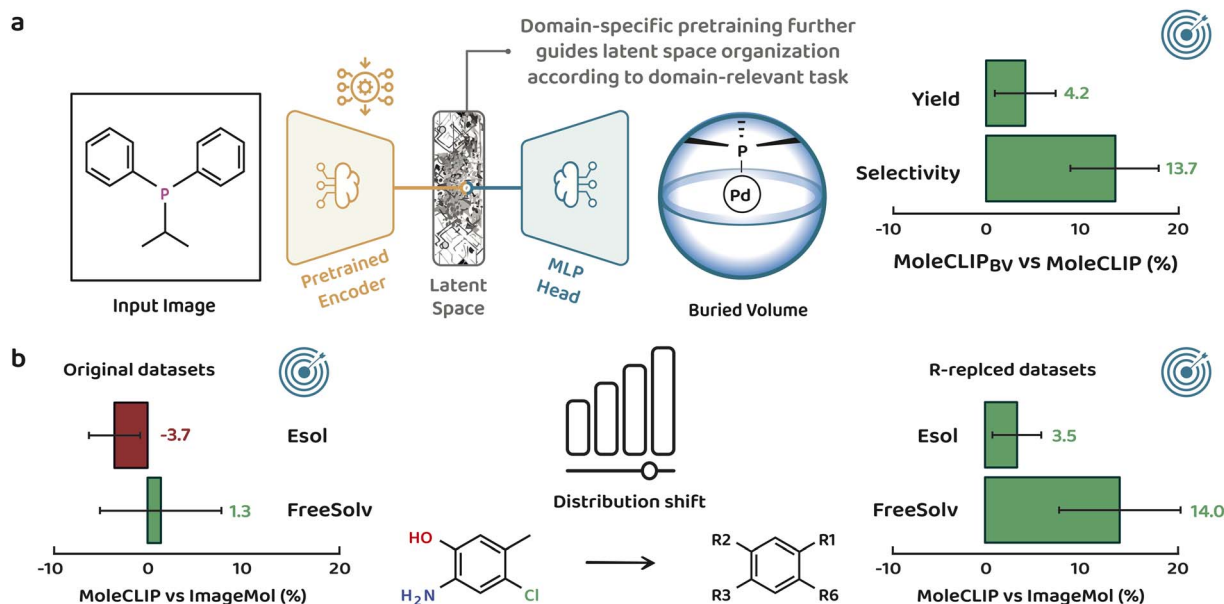 a
Domain-specific pretraining further
guides latent space organization
according to domain-relevant task
P
Input Image
Pretrained
Encoder
Latent
Space
MLP
Head
P
Pd
Buried Volume
Yield
4.2
Selectivity
13.7
-10
0
10
20
MoleCLIPBV vs MoleCLIP (%)
b
Original datasets
-3.7
Esol
1.3
FreeSolv
-10
0
10
20
MoleCLIP vs ImageMol (%)
Distribution shift
HO
H₂N
Cl
R2
R1
R3
R6
R-replced datasets
Esol
3.5
FreeSolv
14.0
-10
0
10
20
MoleCLIP vs ImageMol (%)